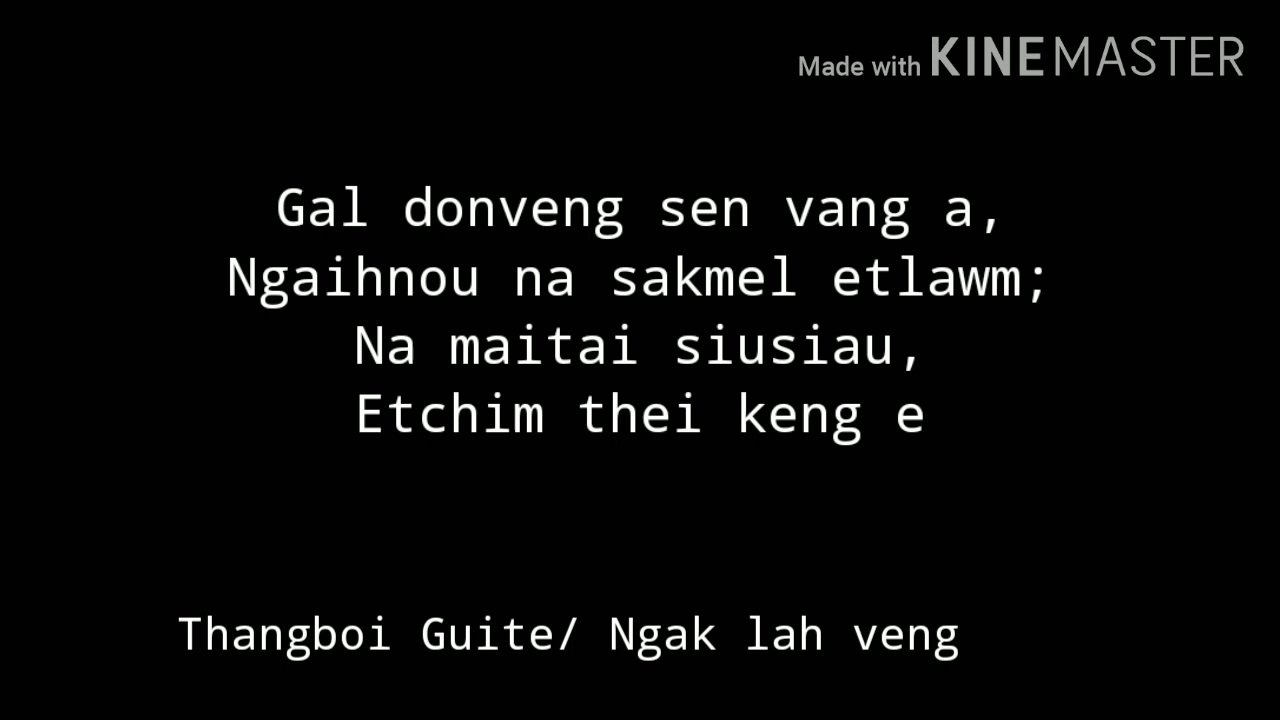 Made with KINEMASTER
Gal donveng sen vang a,
Ngaihnou na sakmel etlawm;
Na maitai siusiau,
Etchim thei keng e
Thangboi Guite/ Ngak lah veng